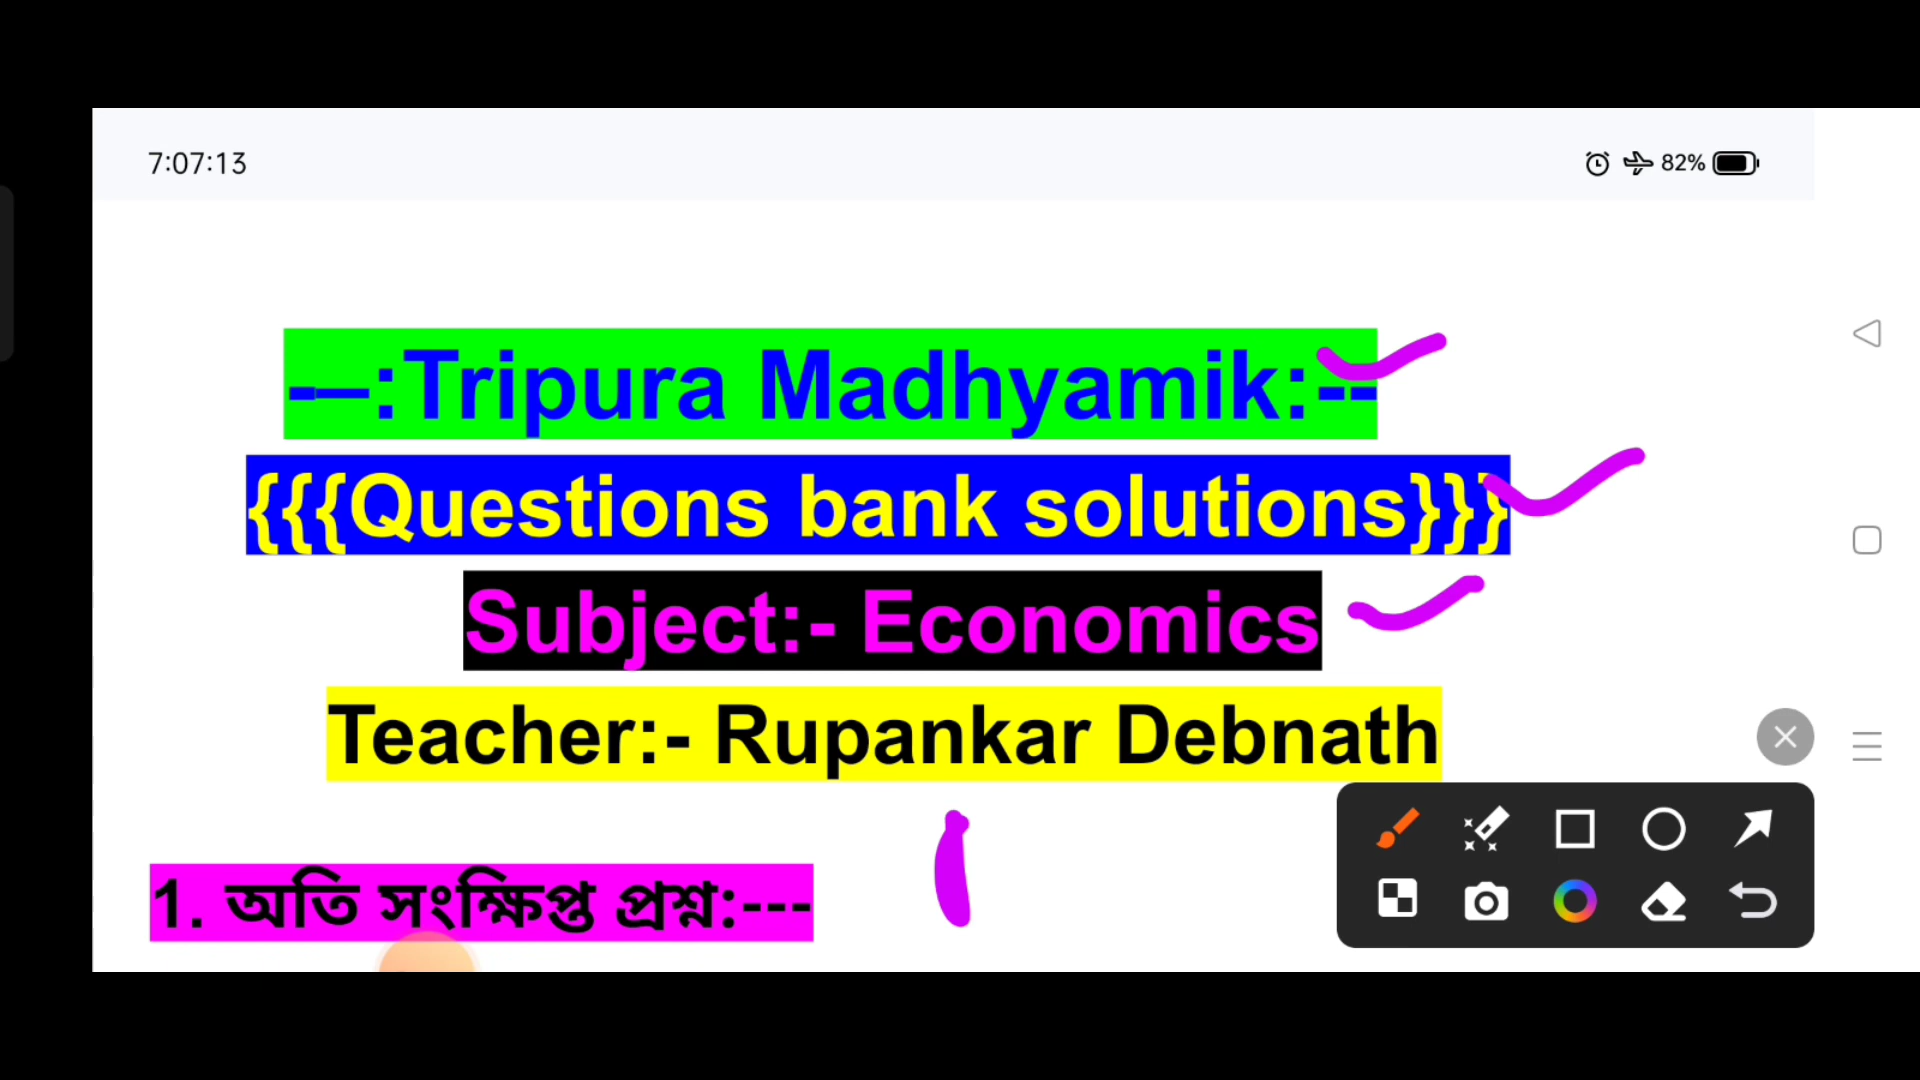 7:07:13
82%
-—:Tripura Madhyamik:--
{{{Questions bank solutions}}}
Subject:- Economics
Teacher:- Rupankar Debnath
1. অতি সংক্ষিপ্ত প্রশ্ন:---